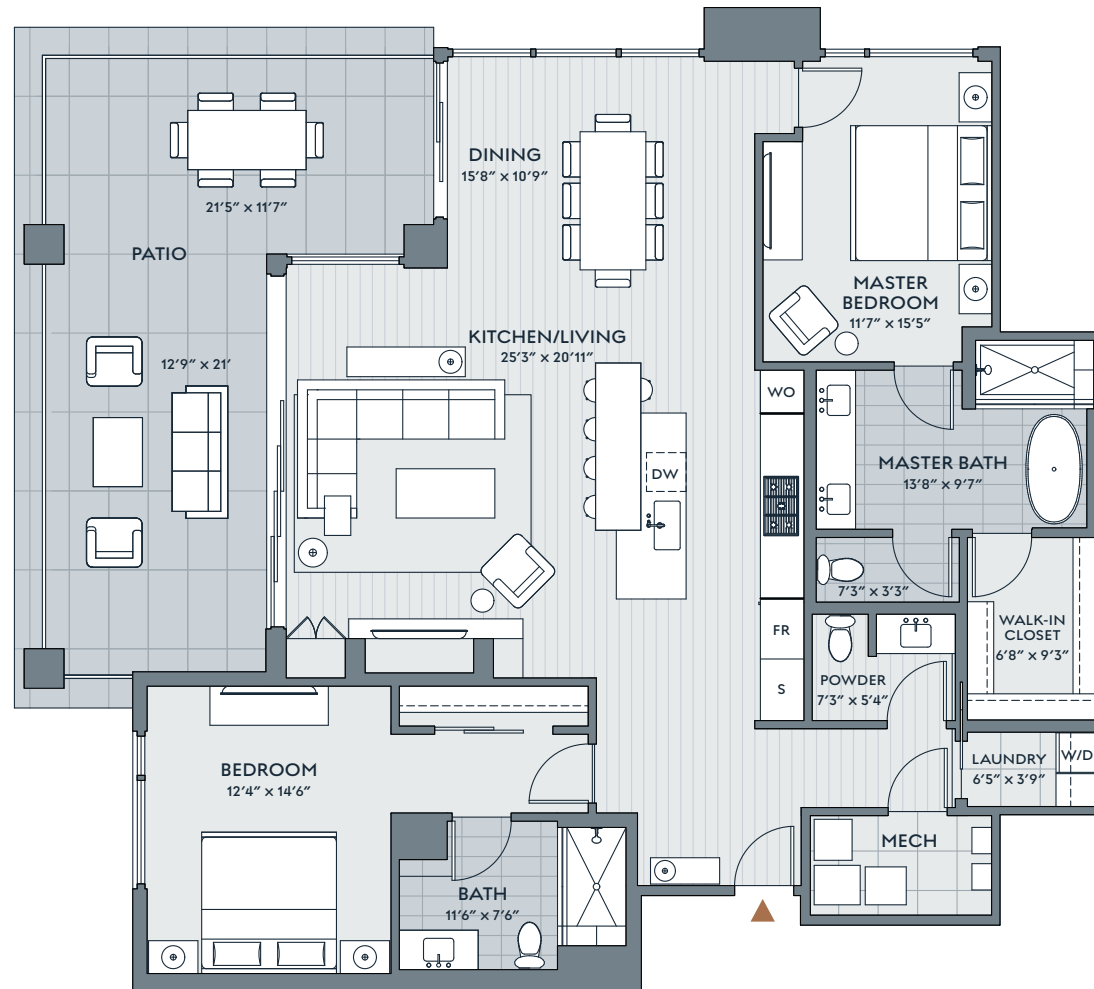 DINING
15'8" x 10'9"
21'5" x 11'7"
PATIO
MASTER
BEDROOM
11'7" x 15'5"
KITCHEN/LIVING
25'3" x 20'11"
12'9" x 21'
WO
MASTER BATH
13'8" x 9'7"
DW
7'3" x 3'3"
FR
WALK-IN
CLOSET
6'8" x 9'3"
S
POWDER
7'3" x 5'4"
BEDROOM
12'4" x 14'6"
LAUNDRY
6'5" x 3'9"
W/D
MECH
BATH
11'6" x 7'6"